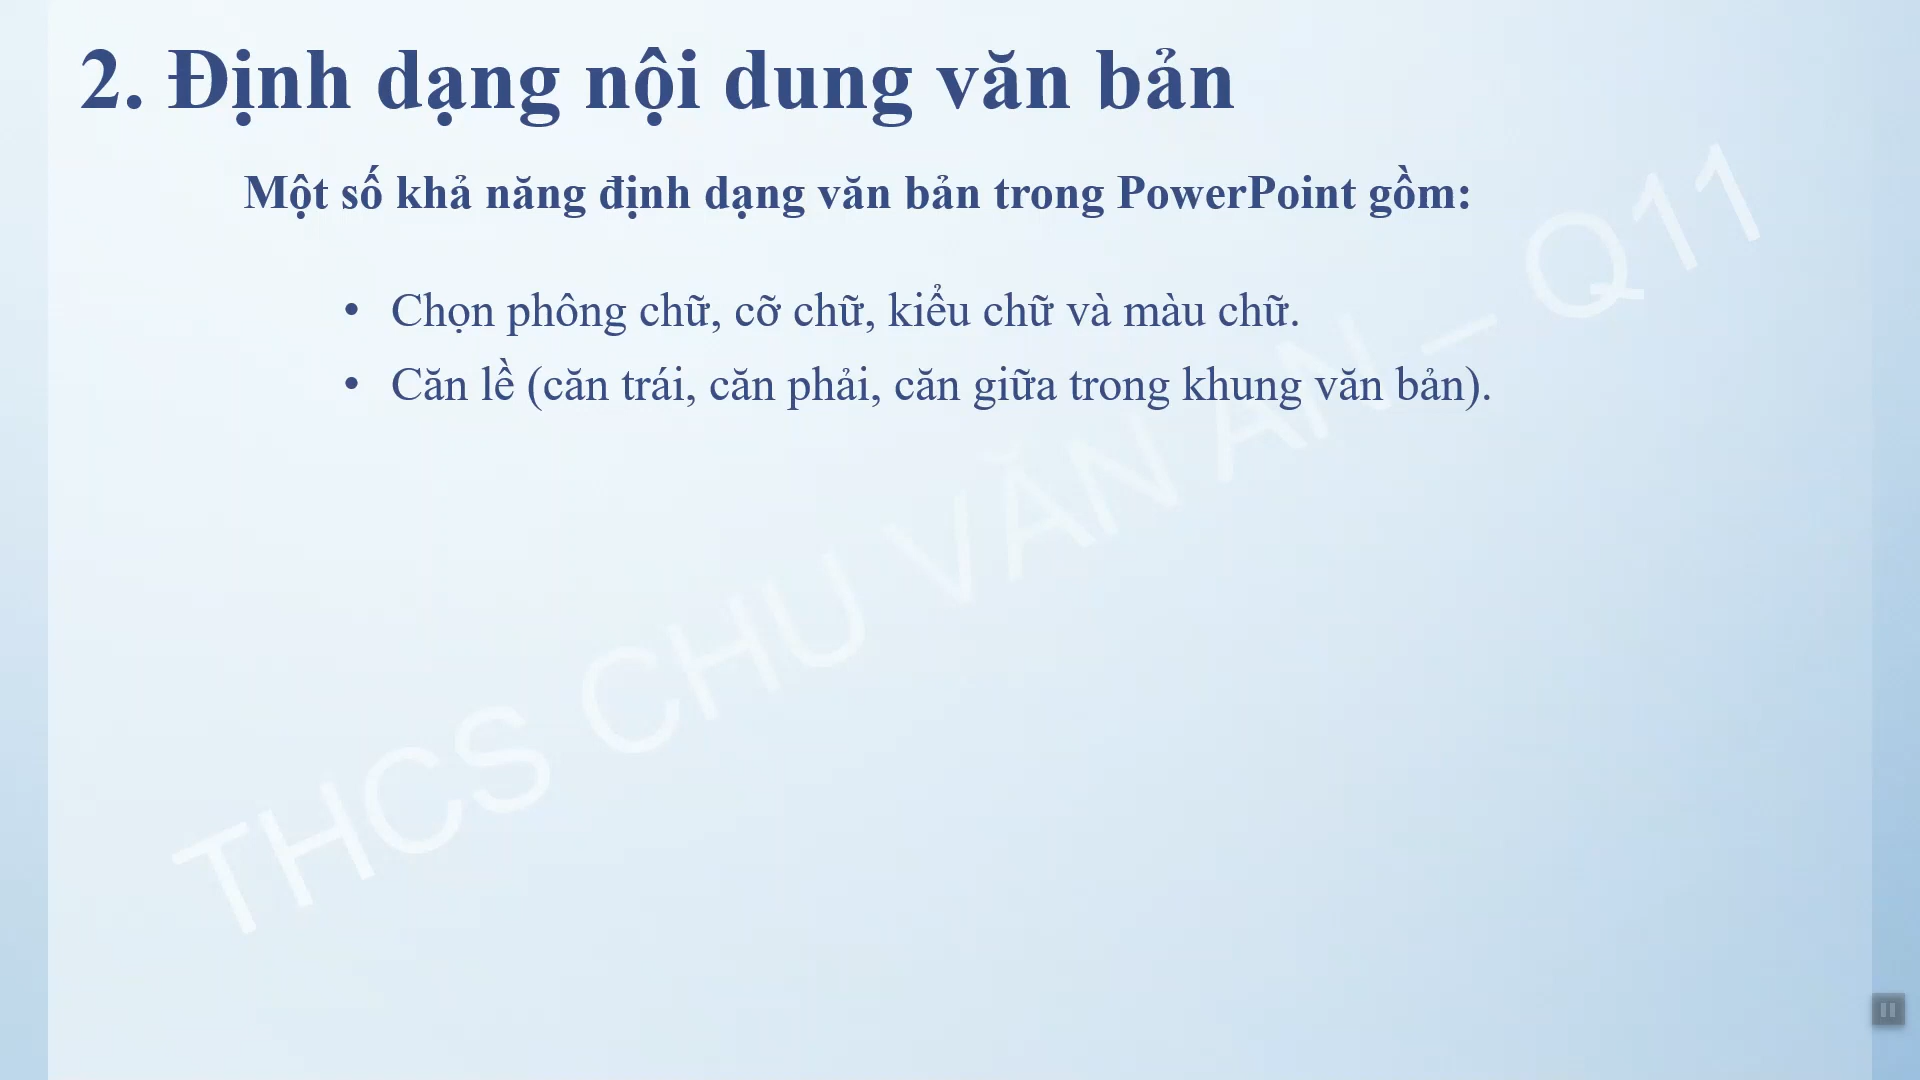 2. Định dạng nội dung văn bản
Một số khả năng định dạng văn bản trong PowerPoint gồm:
• Chọn phông chữ, cỡ chữ, kiểu chữ và màu chữ.
• Căn lề (căn trái, căn phải, căn giữa trong khung văn bản).
THCS CHU VĂN AN – Q11